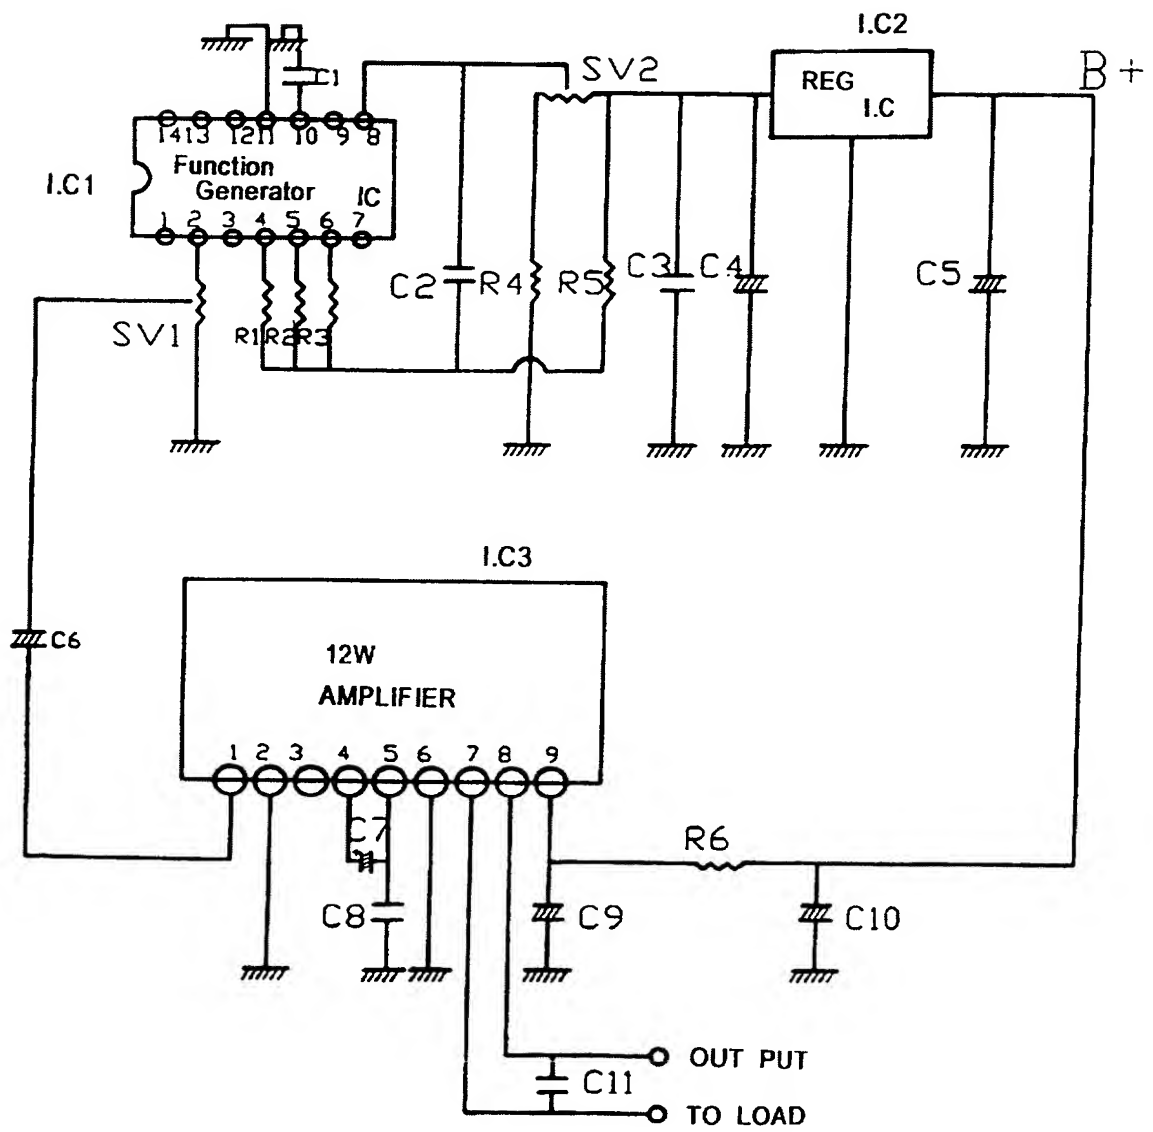 I.C2
B+
SV2
C1
REG
I.C
14 13 12 11 10 9 8
Function
Generator
IC
I.C1
1 2 3 4 5 6 7
C2
R4
R5
C3
C4
C5
SV1
R1
R2
R3
I.C3
C6
12W
AMPLIFIER
1 2 3 4 5 6 7 8 9
C7
R6
C8
C9
C10
OUT PUT
C11
TO LOAD